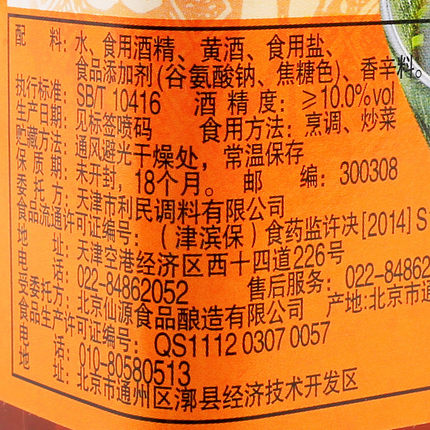 配　料：水、食用酒精、黄酒、食用盐、
食品添加剂(谷氨酸钠、焦糖色)、香辛料。
执行标准：SB/T 10416　酒 精 度：≥10.0%vol
生产日期：见标签喷码　食用方法：烹调、炒菜
贮藏方法：通风避光干燥处，常温保存
保 质 期：未开封，18个月。 邮　编：300308
委 托 方：天津市利民调料有限公司
食品流通许可证编号：（津滨保）食药监许决[2014] S
地　址：天津空港经济区西十四道226号
电　话：022-84862052　售后服务：022-84862
受委托方：北京仙源食品酿造有限公司　产地:北京市通
食品生产许可证编号：QS1112 0307 0057
电　话：010-80580513
地　址：北京市通州区漷县经济技术开发区